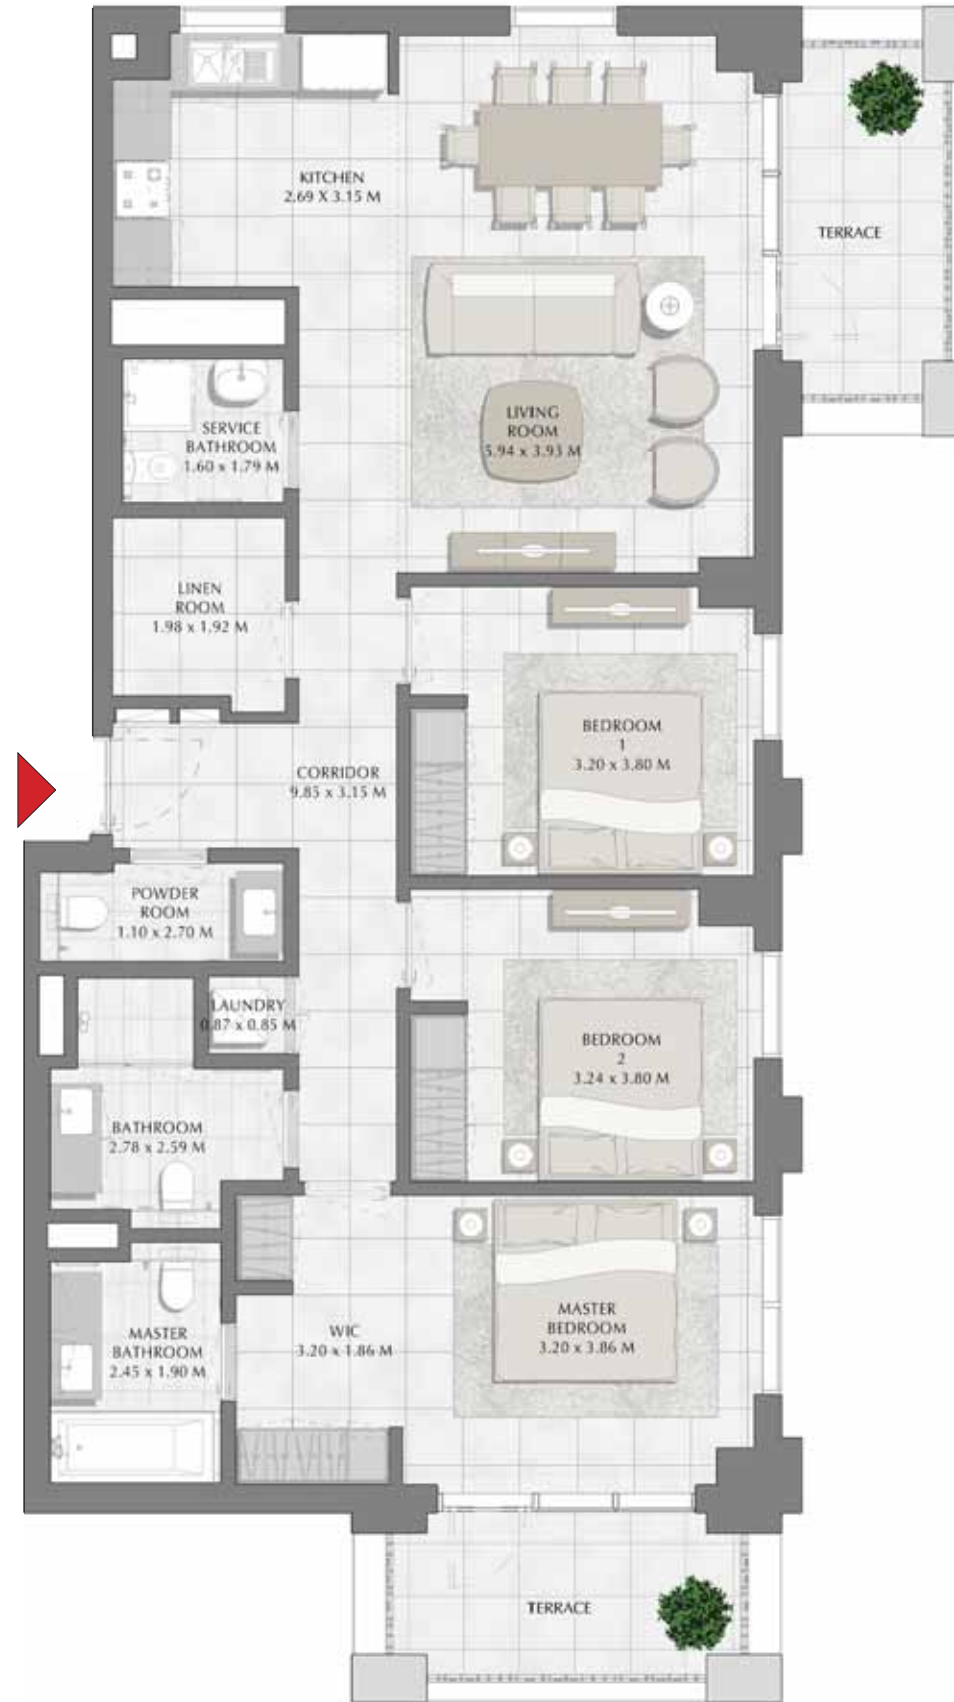 KITCHEN
2.69 X 3.15 M
TERRACE
LIVING
ROOM
5.94 x 3.93 M
SERVICE
BATHROOM
1.60 x 1.79 M
LINEN
ROOM
1.98 x 1.92 M
BEDROOM
1
3.20 x 3.80 M
CORRIDOR
9.85 x 3.15 M
POWDER
ROOM
1.10 x 2.70 M
LAUNDRY
0.87 x 0.85 M
BEDROOM
2
3.24 x 3.80 M
BATHROOM
2.78 x 2.59 M
MASTER
BEDROOM
3.20 x 3.86 M
WIC
3.20 x 1.86 M
MASTER
BATHROOM
2.45 x 1.90 M
TERRACE